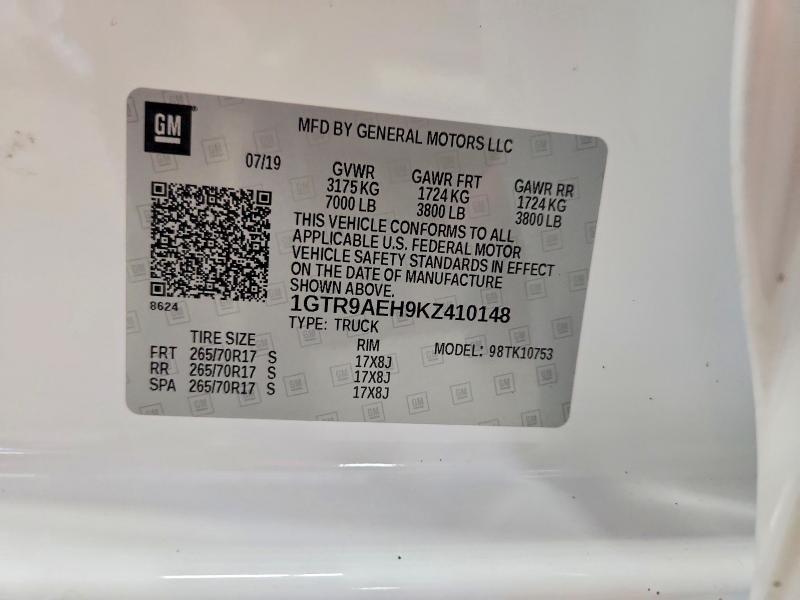 GM
MFD BY GENERAL MOTORS LLC
07/19
GVWR GAWR FRT GAWR RR
3175 KG 1724 KG 1724 KG
7000 LB 3800 LB 3800 LB
THIS VEHICLE CONFORMS TO ALL
APPLICABLE U.S. FEDERAL MOTOR
VEHICLE SAFETY STANDARDS IN EFFECT
ON THE DATE OF MANUFACTURE
SHOWN ABOVE.
8624
1GTR9AEH9KZ410148
TYPE: TRUCK
TIRE SIZE RIM MODEL: 98TK10753
FRT 265/70R17 S 17X8J
RR 265/70R17 S 17X8J
SPA 265/70R17 S 17X8J